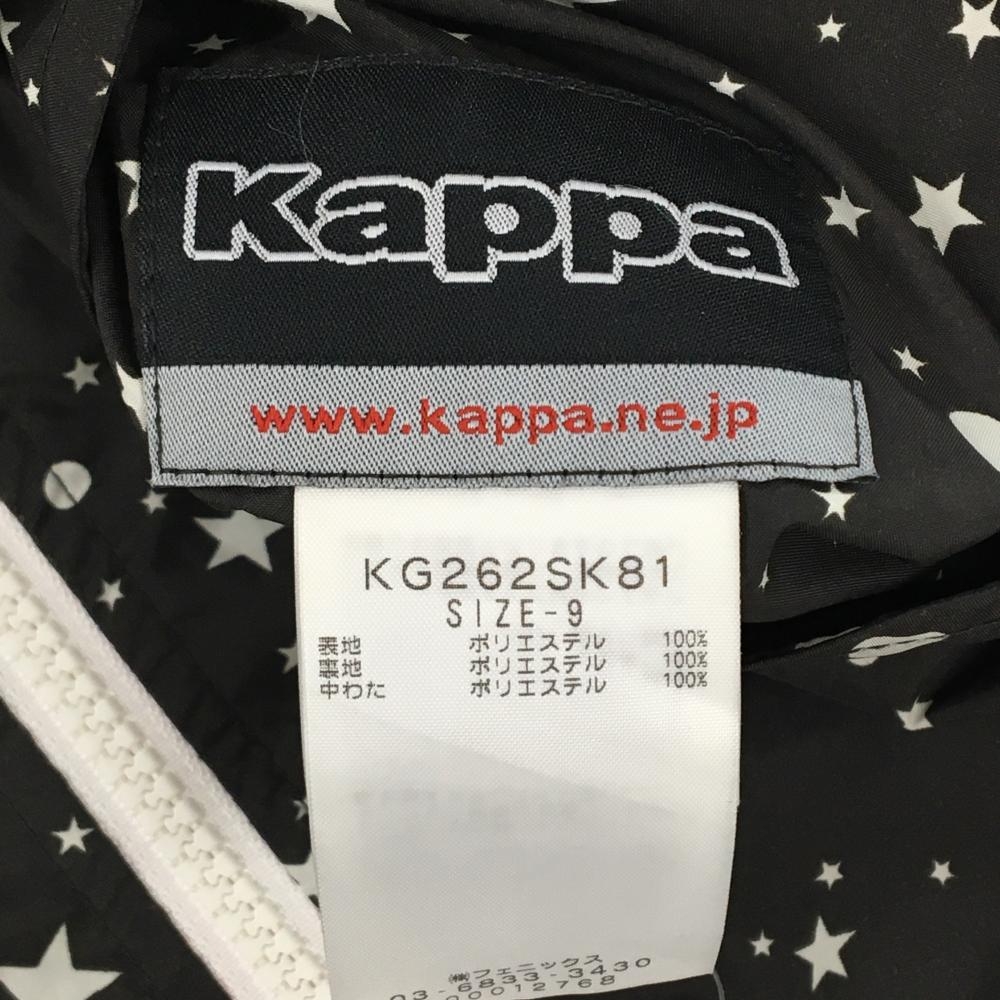 Kappa
www.kappa.ne.jp
KG262SK81
SIZE-9
表地 ポリエステル 100%
裏地 ポリエステル 100%
中わた ポリエステル 100%
㈱フェニックス
03-6833-3430
00012768